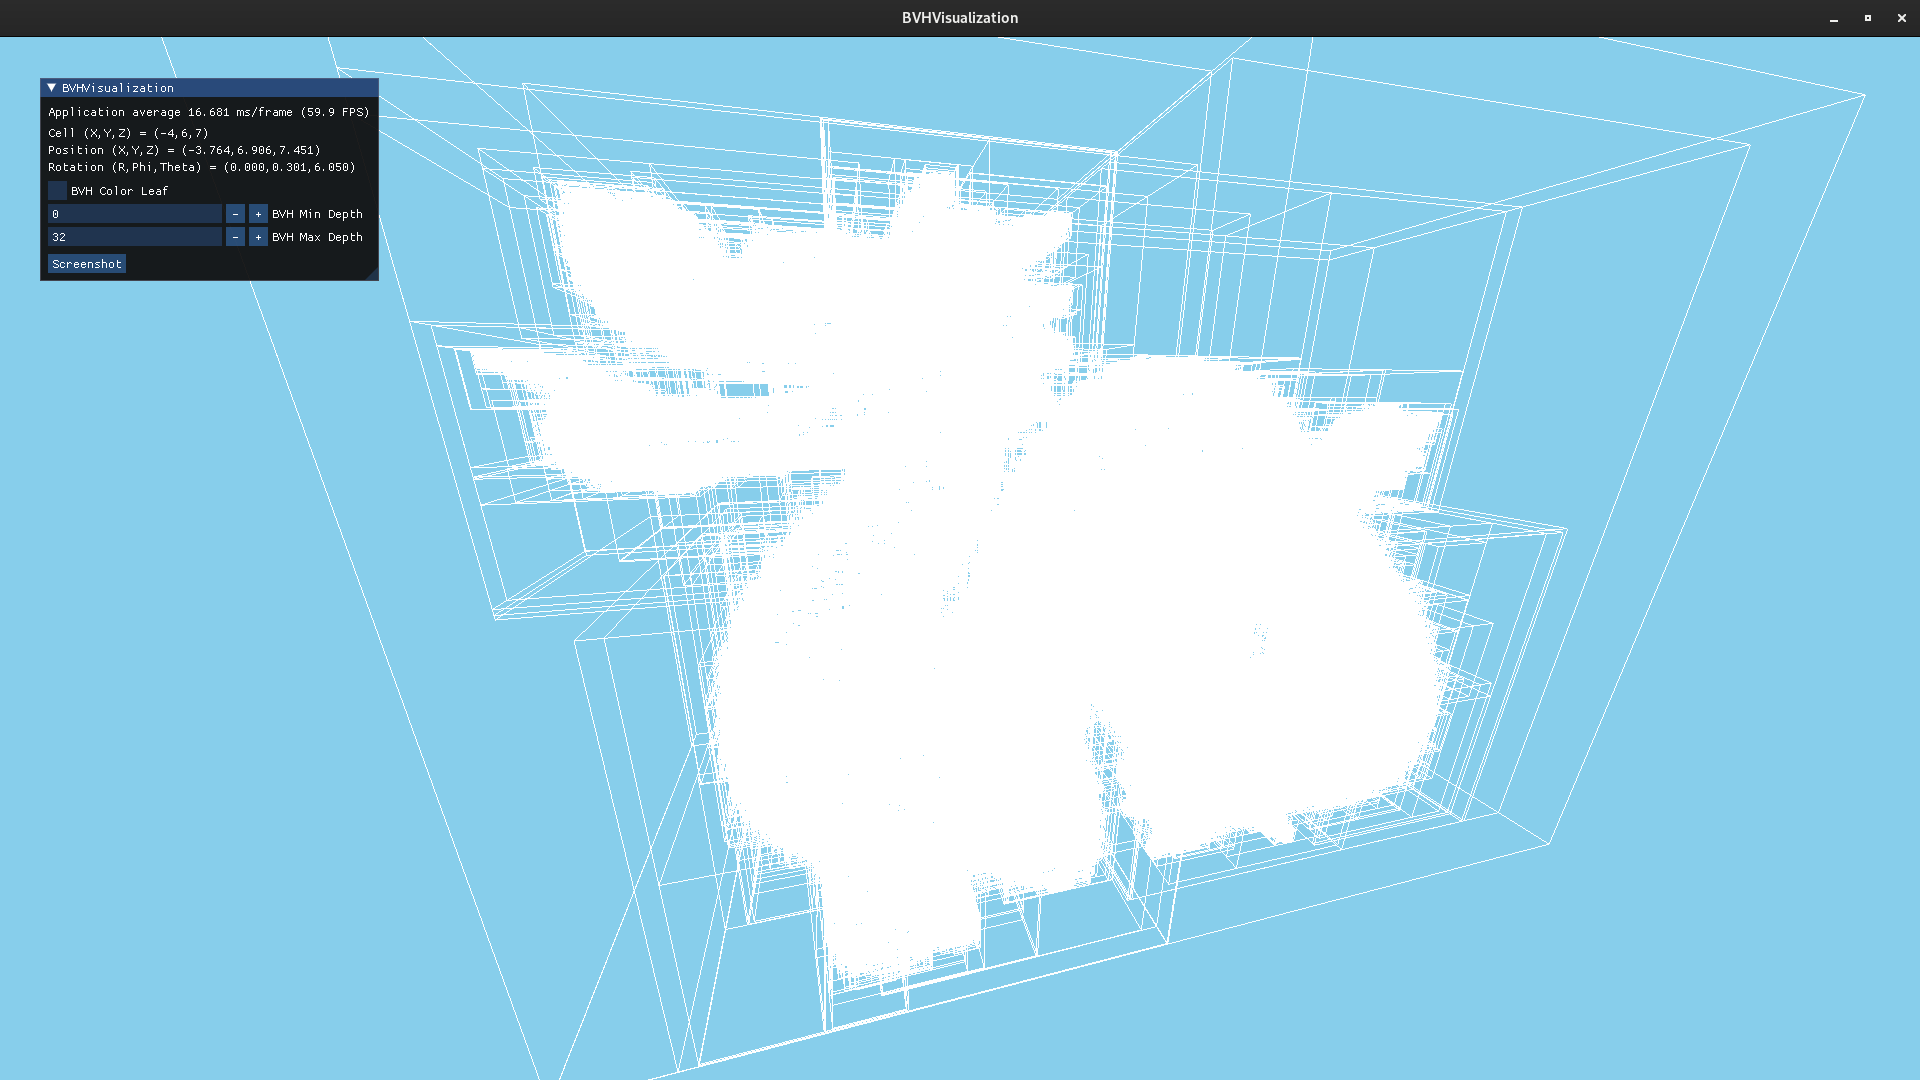 BVHVisualization
BVHVisualization
Application average 16.681 ms/frame (59.9 FPS)
Cell (X,Y,Z) = (-4,6,7)
Position (X,Y,Z) = (-3.764,6.906,7.451)
Rotation (R,Phi,Theta) = (0.000,0.301,6.050)
BVH Color Leaf
0 - + BVH Min Depth
32 - + BVH Max Depth
Screenshot